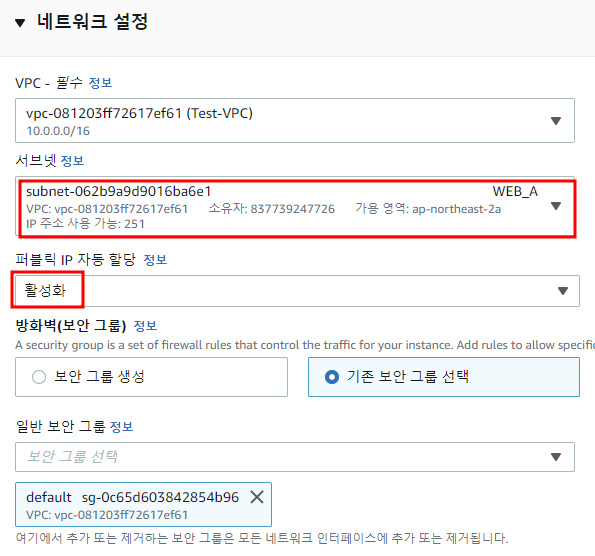 네트워크 설정
VPC - 필수 정보
vpc-081203ff72617ef61 (Test-VPC)
10.0.0.0/16
서브넷 정보
subnet-062b9a9d9016ba6e1 WEB_A
VPC: vpc-081203ff72617ef61 소유자: 837739247726 가용 영역: ap-northeast-2a
IP 주소 사용 가능: 251
퍼블릭 IP 자동 할당 정보
활성화
방화벽(보안 그룹) 정보
A security group is a set of firewall rules that control the traffic for your instance. Add rules to allow specifi
보안 그룹 생성 기존 보안 그룹 선택
일반 보안 그룹 정보
보안 그룹 선택
default sg-0c65d603842854b96
VPC: vpc-081203ff72617ef61
여기에서 추가 또는 제거하는 보안 그룹은 모든 네트워크 인터페이스에 추가 또는 제거됩니다.